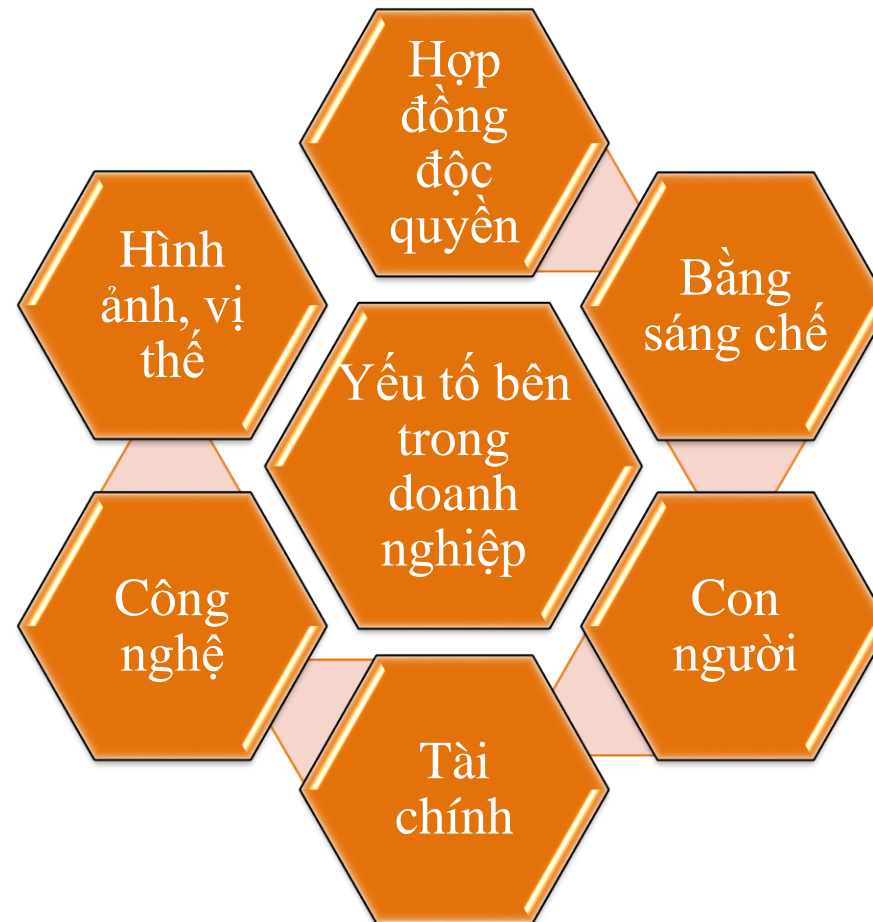 Hợp
đồng
độc
quyền
Bằng
sáng chế
Con
người
Tài
chính
Công
nghệ
Hình
ảnh, vị
thế
Yếu tố bên
trong
doanh
nghiệp